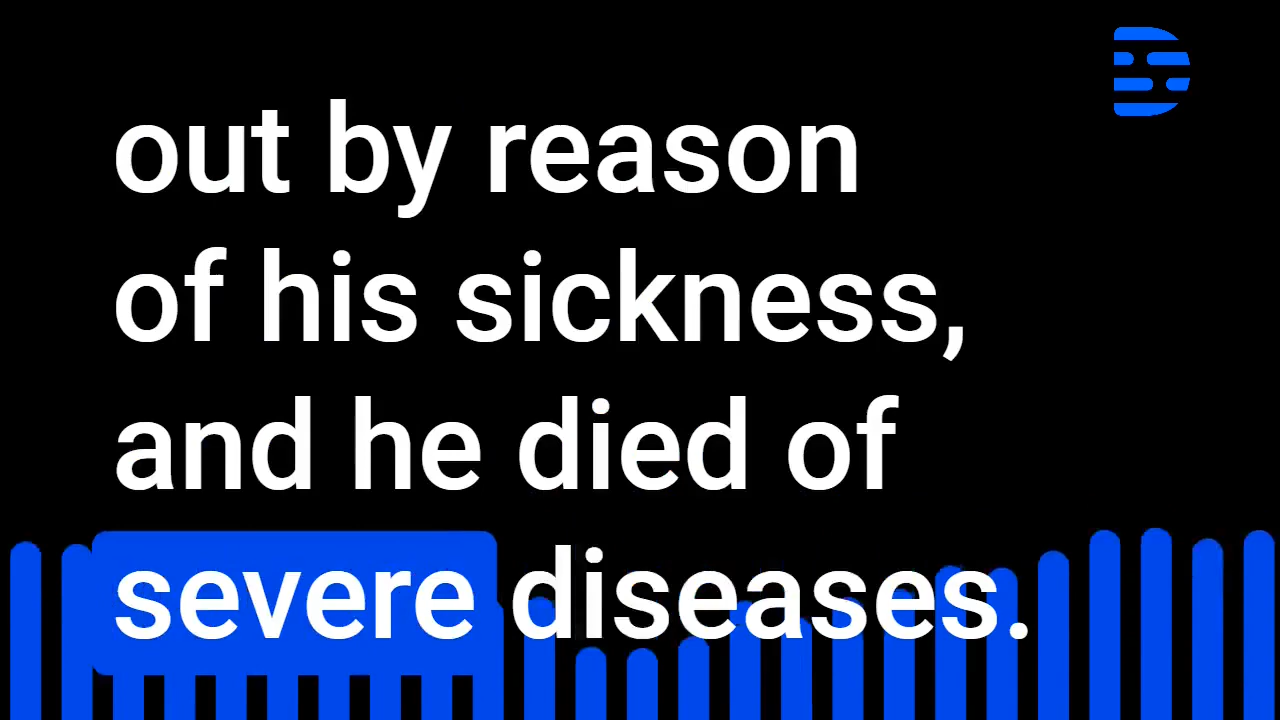 out by reason
of his sickness,
and he died of
severe diseases.